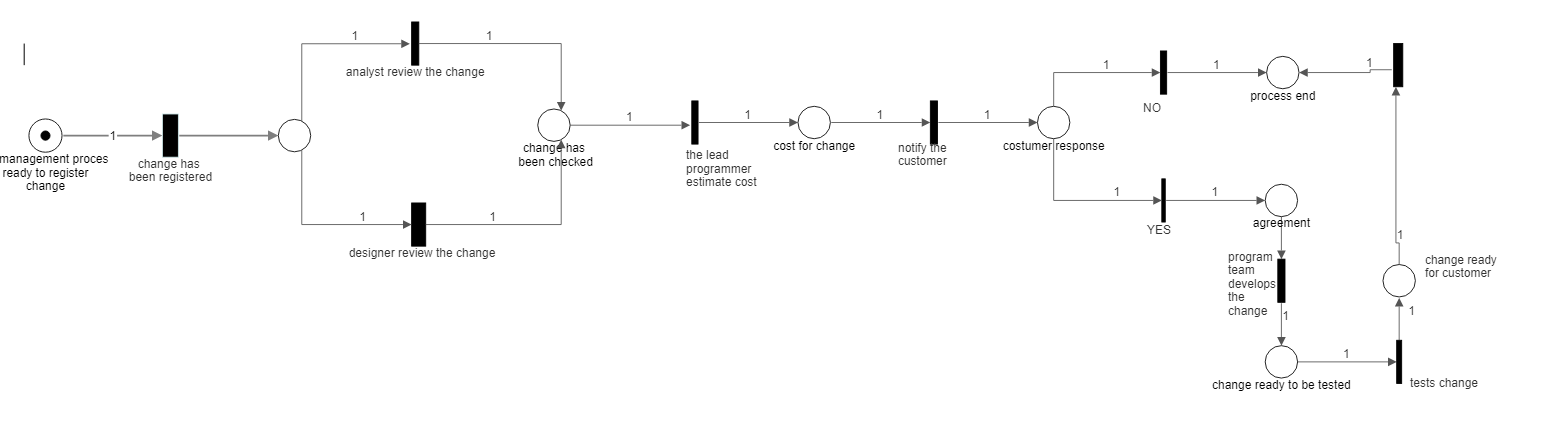 1
1
analyst review the change
1
management proces
ready to register
change
change has
been registered
1
1
designer review the change
change has
been checked
1
the lead
programmer
estimate cost
1
cost for change
1
notify the
customer
1
costumer response
1
NO
1
process end
1
1
YES
1
agreement
program
team
develops
the
change
1
change ready to be tested
1
tests change
1
change ready
for customer
1